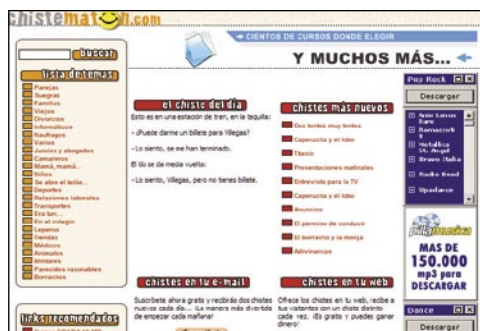 chistematon.com
CIENTOS DE CURSOS DONDE ELEGIR
Y MUCHOS MÁS...
buscar
lista de temas
Parejas
Suegras
Familias
Viejos
Divorcios
Informáticos
Naufragos
Varios
Juicios y abogados
Camareros
Mamá, mamá...
Niños
Se abre el telón...
Deportes
Relaciones laborales
Transportes
Era tan...
En el colegio
Leperos
Tiendas
Médicos
Animales
Militares
Parecidos razonables
Borrachos
links recomendados
el chiste del día
Esto es en una estación de tren, en la taquilla:
- ¿Puede darme un billete para Villegas?
- Lo siento, se me han terminado.
El tío se da media vuelta:
- Lo siento, Villegas, pero no tienes billete.
chistes más nuevos
Dos tontos muy tontos
Caperucita y el lobo
Titanic
Presentaciones matinales
Entrevista para la TV
Caperucita y el lobo
Anuncios
El permiso de conducir
El borracho y la monja
Adivinanzas
chistes en tu e-mail
Suscríbete ahora gratis y recibirás dos chistes
nuevos cada día... ¡La manera más divertida
de empezar cada mañana!
chistes en tu web
Ofrece los chistes en tu web, recibe a
tus visitantes con un chiste distinto
cada vez. ¡Es gratis y puedes ganar
dinero!
Pop Rock
Descargar
Metallica
St. Angel
Bravo Italia
Radio Head
Upadance
pillamusica
MAS DE
150.000
mp3 para
DESCARGAR
Dance
Descargar